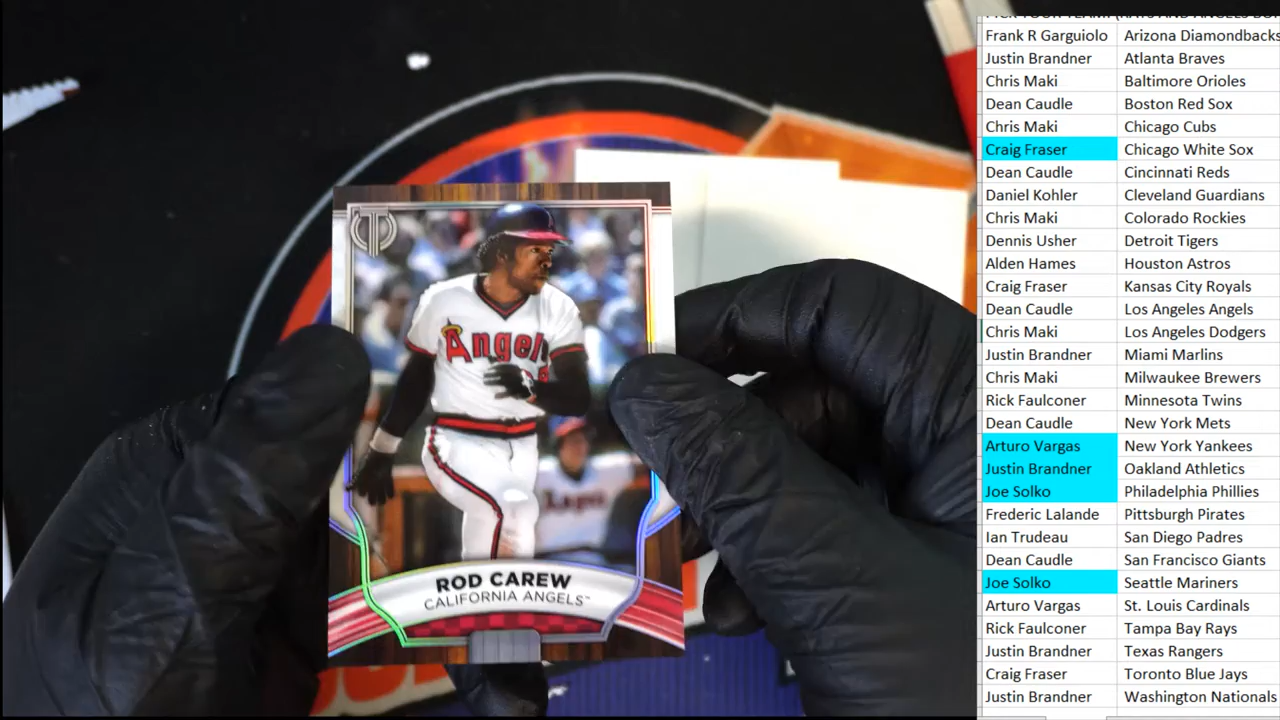 Frank R Garguiolo Arizona Diamondbacks
Justin Brandner Atlanta Braves
Chris Maki Baltimore Orioles
Dean Caudle Boston Red Sox
Chris Maki Chicago Cubs
Craig Fraser Chicago White Sox
Dean Caudle Cincinnati Reds
Daniel Kohler Cleveland Guardians
Chris Maki Colorado Rockies
Dennis Usher Detroit Tigers
Alden Hames Houston Astros
Craig Fraser Kansas City Royals
Dean Caudle Los Angeles Angels
Chris Maki Los Angeles Dodgers
Justin Brandner Miami Marlins
Chris Maki Milwaukee Brewers
Rick Faulconer Minnesota Twins
Dean Caudle New York Mets
Arturo Vargas New York Yankees
Justin Brandner Oakland Athletics
Joe Solko Philadelphia Phillies
Frederic Lalande Pittsburgh Pirates
Ian Trudeau San Diego Padres
Dean Caudle San Francisco Giants
Joe Solko Seattle Mariners
Arturo Vargas St. Louis Cardinals
Rick Faulconer Tampa Bay Rays
Justin Brandner Texas Rangers
Craig Fraser Toronto Blue Jays
Justin Brandner Washington Nationals
Angels
ROD CAREW
CALIFORNIA ANGELS™